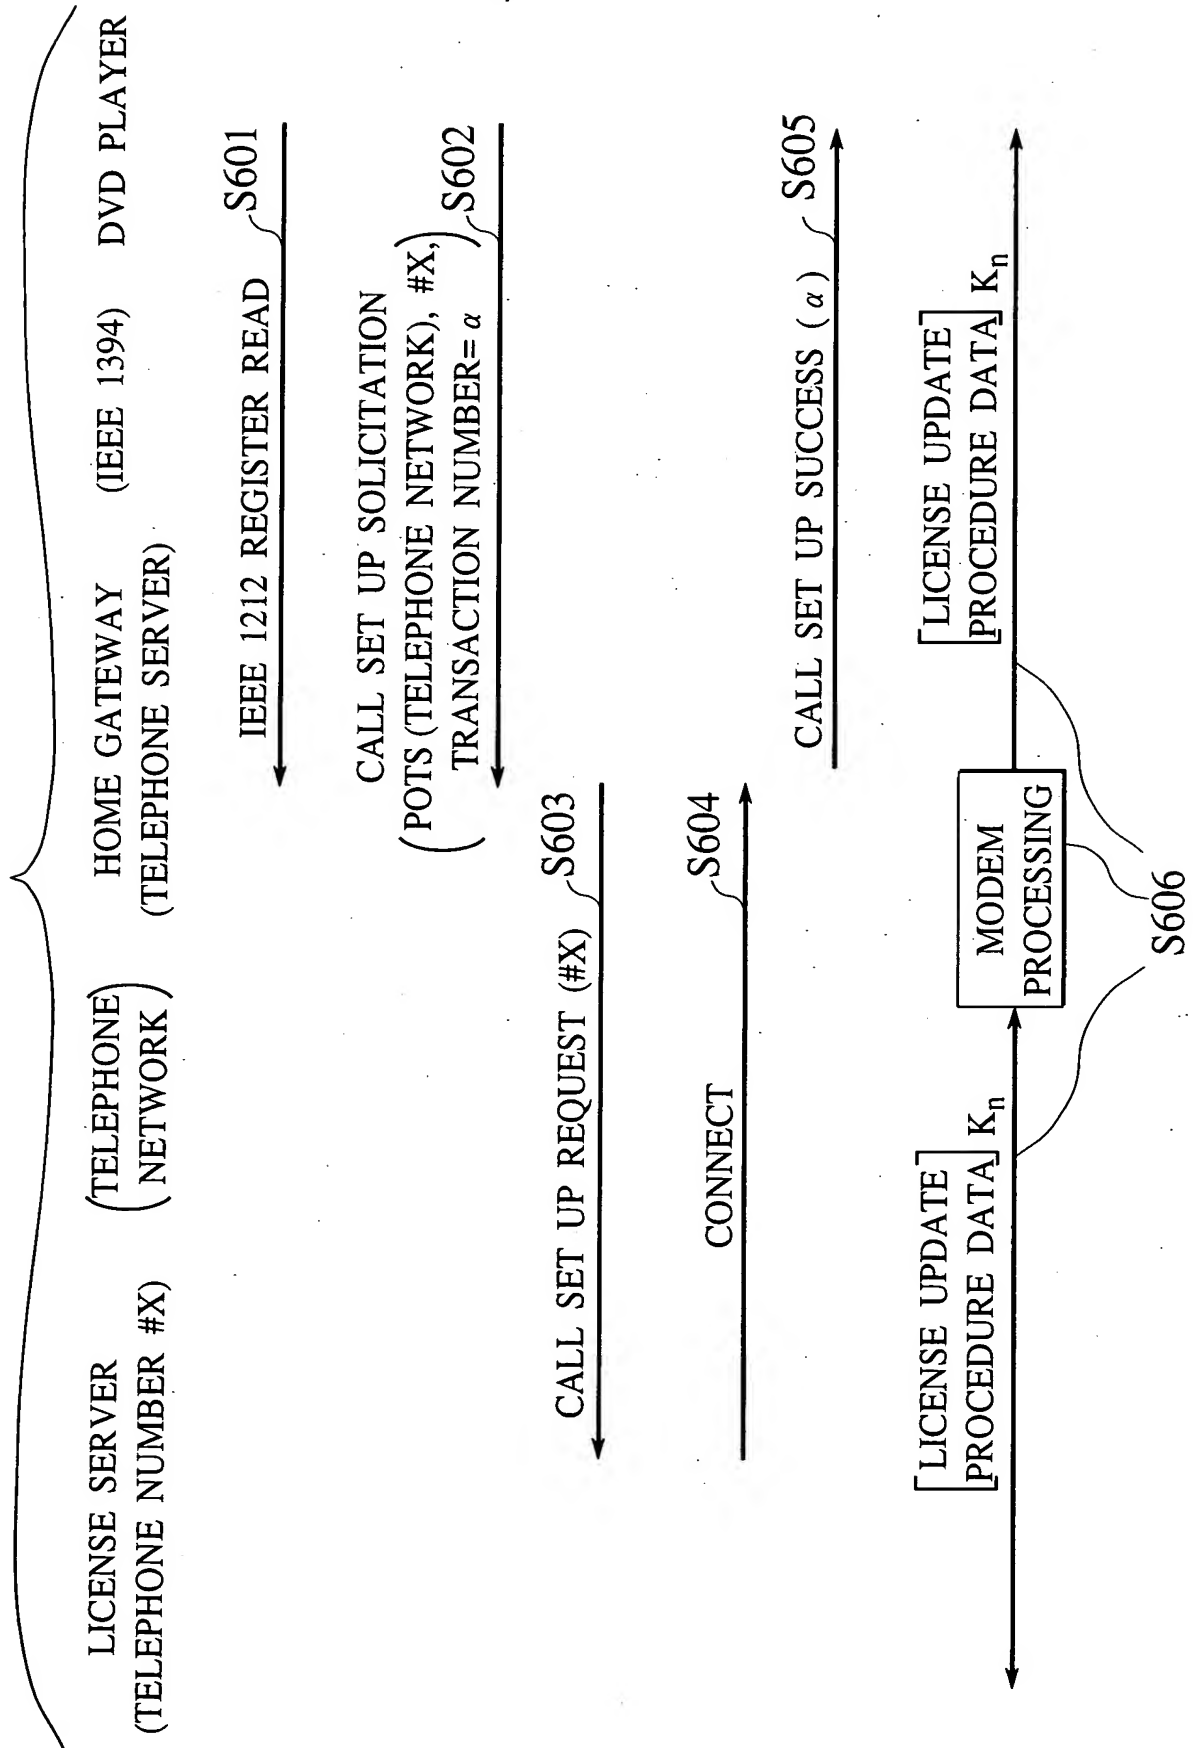 LICENSE SERVER
(TELEPHONE NUMBER #X)
(TELEPHONE
NETWORK)
HOME GATEWAY
(TELEPHONE SERVER)
(IEEE 1394)
DVD PLAYER
IEEE 1212 REGISTER READ
S601
CALL SET UP SOLICITATION
(POTS (TELEPHONE NETWORK), #X,
TRANSACTION NUMBER= α)
S602
CALL SET UP REQUEST (#X)
S603
CONNECT
S604
CALL SET UP SUCCESS (α)
S605
[LICENSE UPDATE
PROCEDURE DATA] Kn
MODEM
PROCESSING
[LICENSE UPDATE
PROCEDURE DATA] Kn
S606